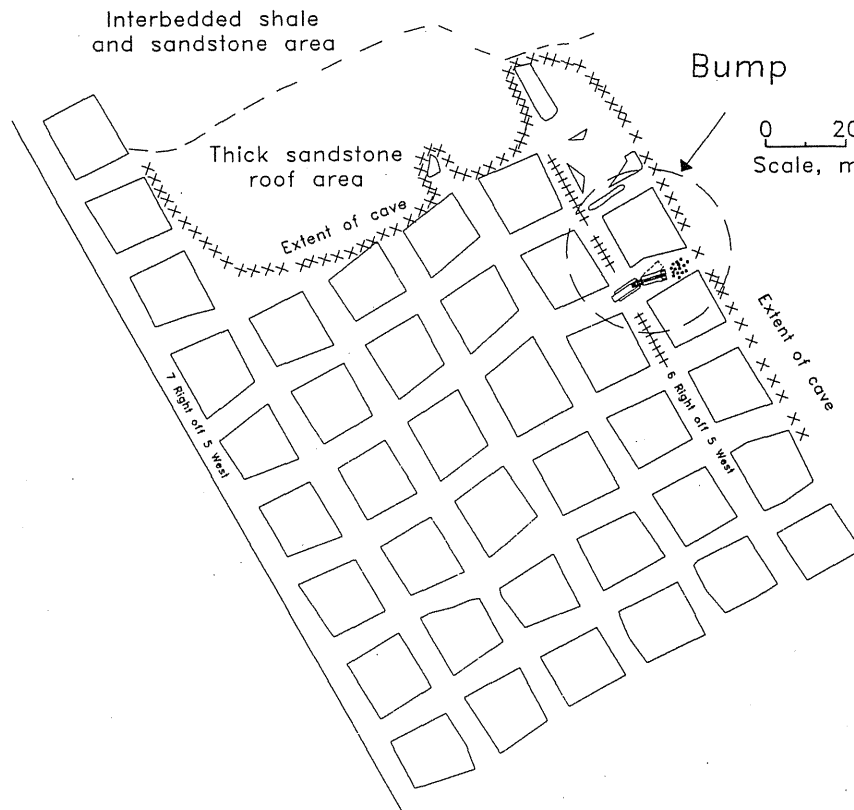 Interbedded shale
and sandstone area
Bump
0 20
Scale, m
Thick sandstone
roof area
Extent of cave
Extent of cave
7 Right off 5 West
6 Right off 5 West